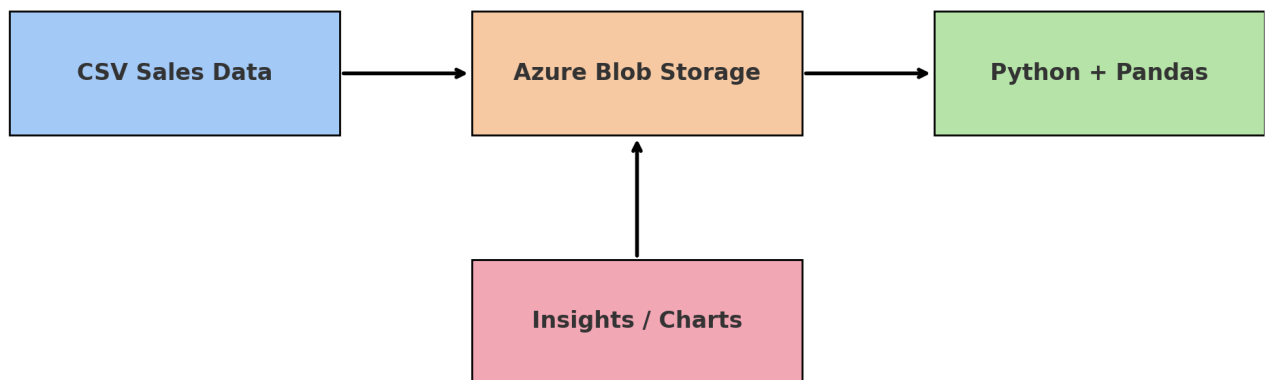 CSV Sales Data
Azure Blob Storage
Python + Pandas
Insights / Charts